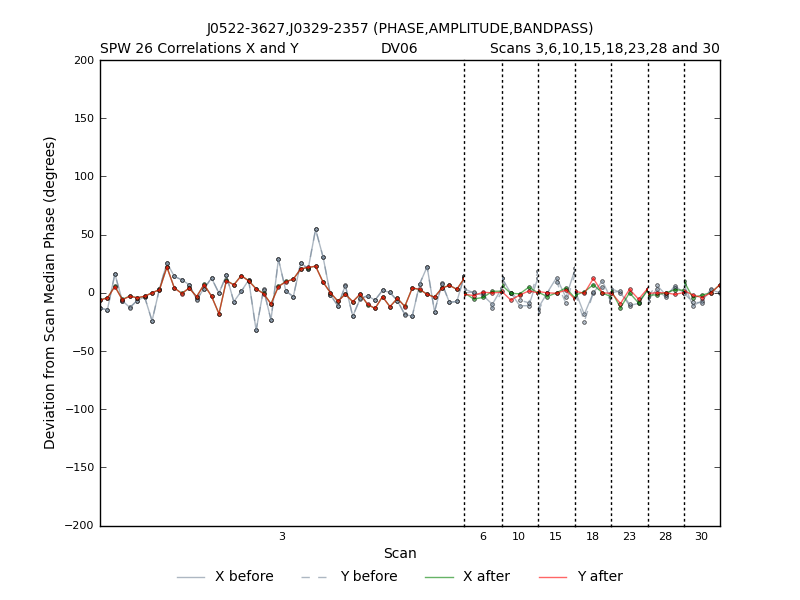 J0522-3627,J0329-2357 (PHASE,AMPLITUDE,BANDPASS)
SPW 26 Correlations X and Y DV06 Scans 3,6,10,15,18,23,28 and 30
200
150
100
50
0
−50
−100
−150
−200
Deviation from Scan Median Phase (degrees)
3 6 10 15 18 23 28 30
Scan
X before Y before X after Y after